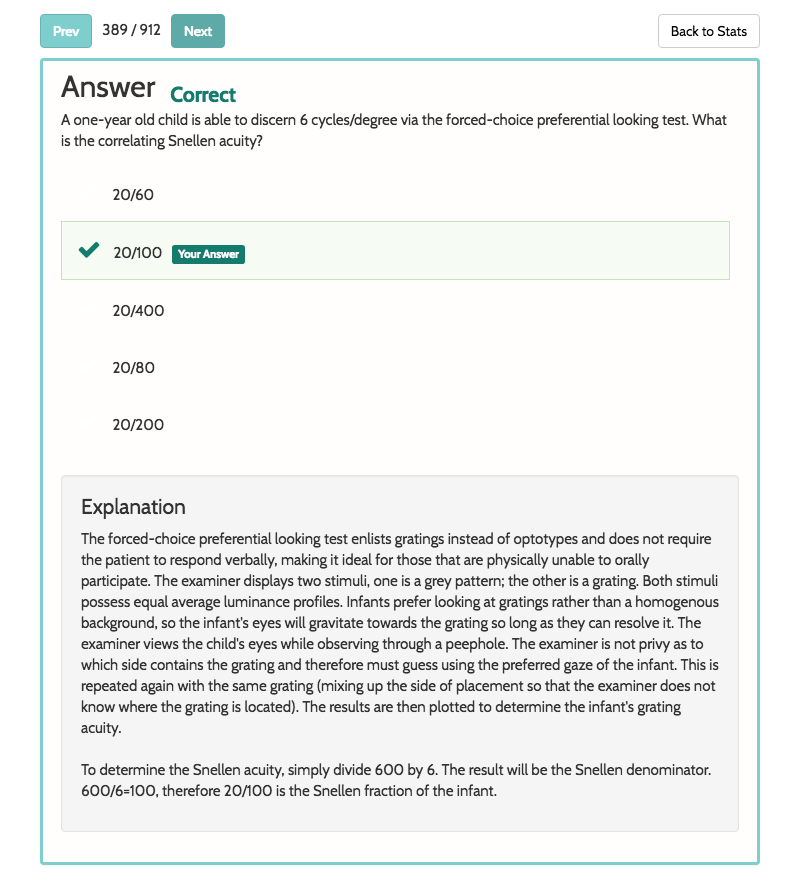 Prev 389 / 912 Next Back to Stats
Answer Correct
A one-year old child is able to discern 6 cycles/degree via the forced-choice preferential looking test. What
is the correlating Snellen acuity?
20/60
20/100 Your Answer
20/400
20/80
20/200
Explanation
The forced-choice preferential looking test enlists gratings instead of optotypes and does not require
the patient to respond verbally, making it ideal for those that are physically unable to orally
participate. The examiner displays two stimuli, one is a grey pattern; the other is a grating. Both stimuli
possess equal average luminance profiles. Infants prefer looking at gratings rather than a homogenous
background, so the infant's eyes will gravitate towards the grating so long as they can resolve it. The
examiner views the child's eyes while observing through a peephole. The examiner is not privy as to
which side contains the grating and therefore must guess using the preferred gaze of the infant. This is
repeated again with the same grating (mixing up the side of placement so that the examiner does not
know where the grating is located). The results are then plotted to determine the infant's grating
acuity.
To determine the Snellen acuity, simply divide 600 by 6. The result will be the Snellen denominator.
600/6=100, therefore 20/100 is the Snellen fraction of the infant.